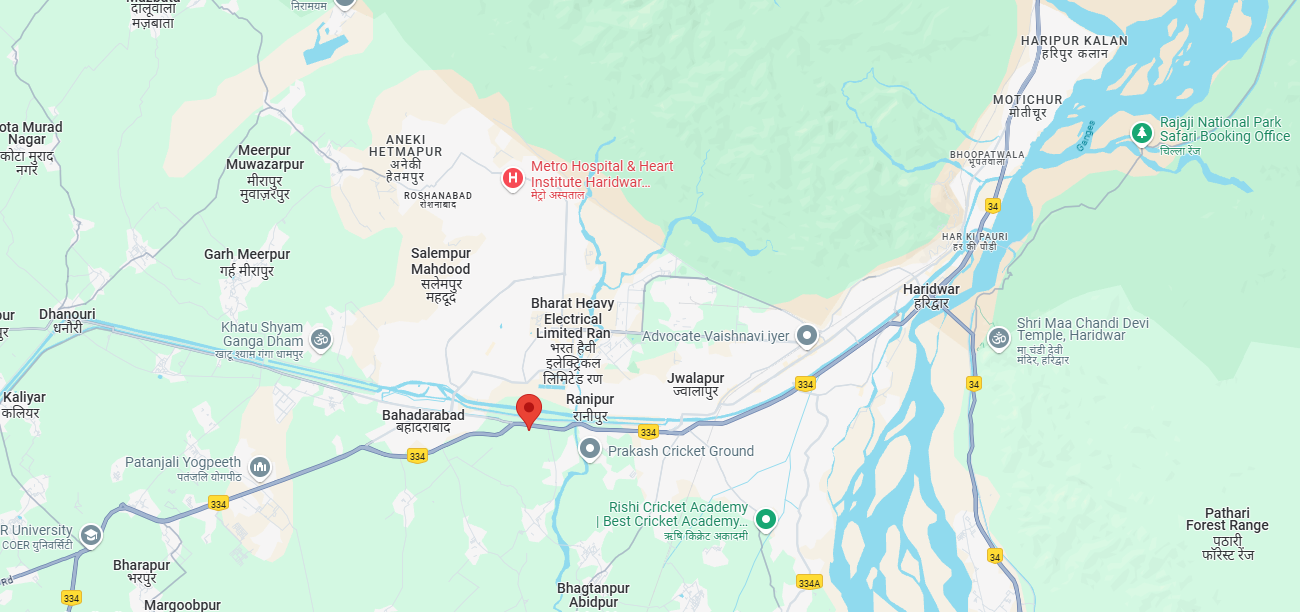 दौलूवाला
मज़बाता
निरामयम
HARIPUR KALAN
हरिपुर कलान
MOTICHUR
मोतीचूर
Ganges
Rajaji National Park
Safari Booking Office
चिल्ला रेंज
ota Murad
Nagar
कोटा मुराद
नगर
Meerpur
Muwazarpur
मीरापुर
मुवाज़रपुर
ANEKI
HETMAPUR
अनेकी
हेतमपुर
ROSHNABAD
रोशनाबाद
Metro Hospital & Heart
Institute Haridwar...
मेट्रो अस्पताल
BHOOPATWALA
भूपतवाला
34
HAR KI PAURI
हर की पौडी
Garh Meerpur
गर्ह मीरापुर
Salempur
Mahdood
सलेमपुर
महदूद
Haridwar
हरिद्वार
Dhanouri
धनौरी
pur
Khatu Shyam
Ganga Dham
खाटू श्याम गंगा धामपुर
Bharat Heavy
Electrical
Limited Ran
भरत हैवी
इलेक्ट्रिकल
लिमिटेड रण
Advocate Vaishnavi iyer
Shri Maa Chandi Devi
Temple, Haridwar
मा चंडी देवी
मंदिर, हरिद्वार
Jwalapur
ज्वालापुर
334
34
Kaliyar
कलियर
Bahadarabad
बहादराबाद
Ranipur
रानीपुर
334
334
Prakash Cricket Ground
Patanjali Yogpeeth
पतंजलि योगपीठ
334
Rishi Cricket Academy
| Best Cricket Academy...
ऋषि क्रिकेट अकादमी
R University
COER यूनिवर्सिटी
Pathari
Forest Range
पठारी
फॉरेस्ट रेंज
34
Bharapur
भरपुर
Rd
334
Margoobpur
Bhagtanpur
Abidpur
334A